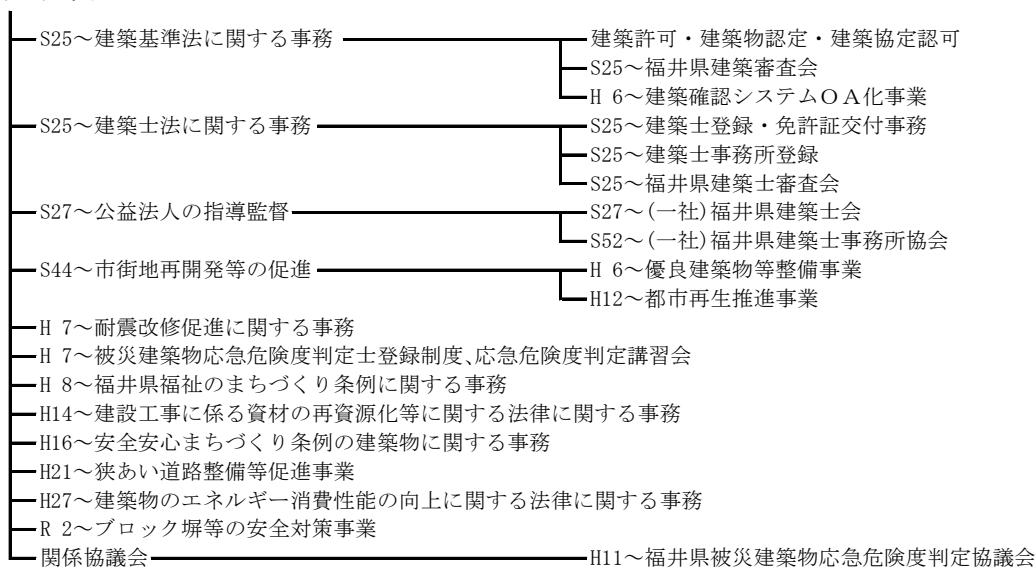 S25～建築基準法に関する事務 建築許可・建築物認定・建築協定認可
S25～福井県建築審査会
H 6～建築確認システムＯＡ化事業
S25～建築士法に関する事務 S25～建築士登録・免許証交付事務
S25～建築士事務所登録
S25～福井県建築士審査会
S27～公益法人の指導監督 S27～(一社)福井県建築士会
S52～(一社)福井県建築士事務所協会
S44～市街地再開発等の促進 H 6～優良建築物等整備事業
H12～都市再生推進事業
H 7～耐震改修促進に関する事務
H 7～被災建築物応急危険度判定士登録制度､応急危険度判定講習会
H 8～福井県福祉のまちづくり条例に関する事務
H14～建設工事に係る資材の再資源化等に関する法律に関する事務
H16～安全安心まちづくり条例の建築物に関する事務
H21～狭あい道路整備等促進事業
H27～建築物のエネルギー消費性能の向上に関する法律に関する事務
R 2～ブロック塀等の安全対策事業
関係協議会 H11～福井県被災建築物応急危険度判定協議会